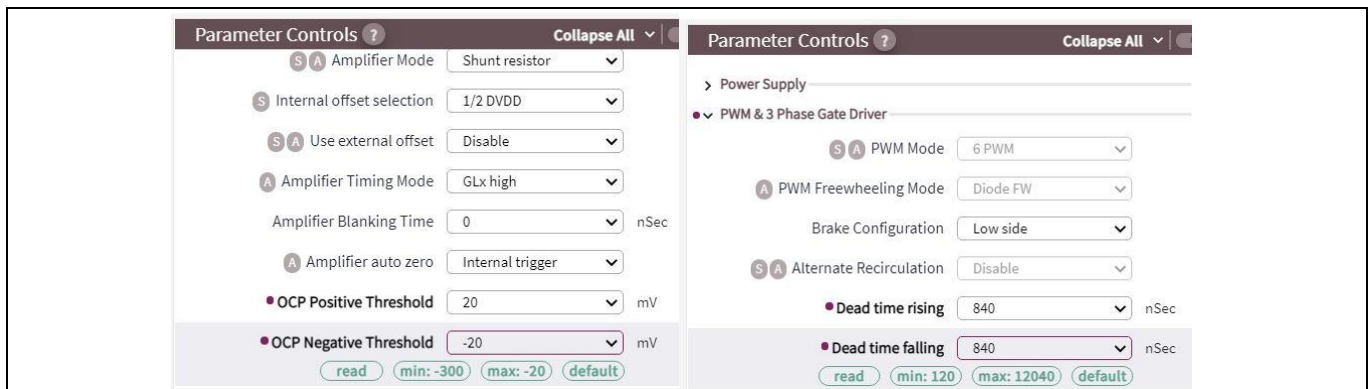 Parameter Controls ? Collapse All
S A Amplifier Mode Shunt resistor
S Internal offset selection 1/2 DVDD
S A Use external offset Disable
A Amplifier Timing Mode GLx high
Amplifier Blanking Time 0 nSec
A Amplifier auto zero Internal trigger
OCP Positive Threshold 20 mV
OCP Negative Threshold -20 mV
read min: -300 max: -20 default
Parameter Controls ? Collapse All
Power Supply
PWM & 3 Phase Gate Driver
S A PWM Mode 6 PWM
A PWM Freewheeling Mode Diode FW
Brake Configuration Low side
S A Alternate Recirculation Disable
Dead time rising 840 nSec
Dead time falling 840 nSec
read min: 120 max: 12040 default